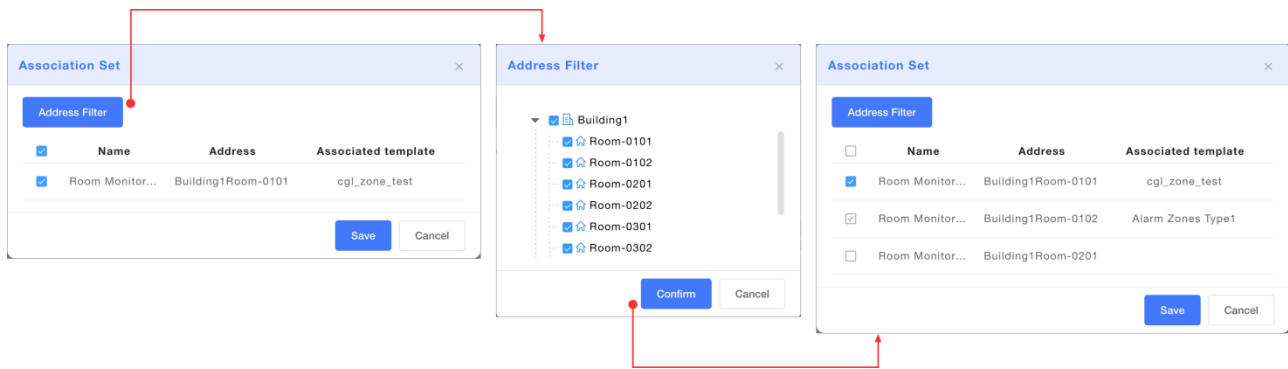 Association Set
Address Filter
Name Address Associated template
Room Monitor... Building1Room-0101 cgl_zone_test
Save Cancel
Address Filter
Building1
Room-0101
Room-0102
Room-0201
Room-0202
Room-0301
Room-0302
Confirm Cancel
Association Set
Address Filter
Name Address Associated template
Room Monitor... Building1Room-0101 cgl_zone_test
Room Monitor... Building1Room-0102 Alarm Zones Type1
Room Monitor... Building1Room-0201
Save Cancel